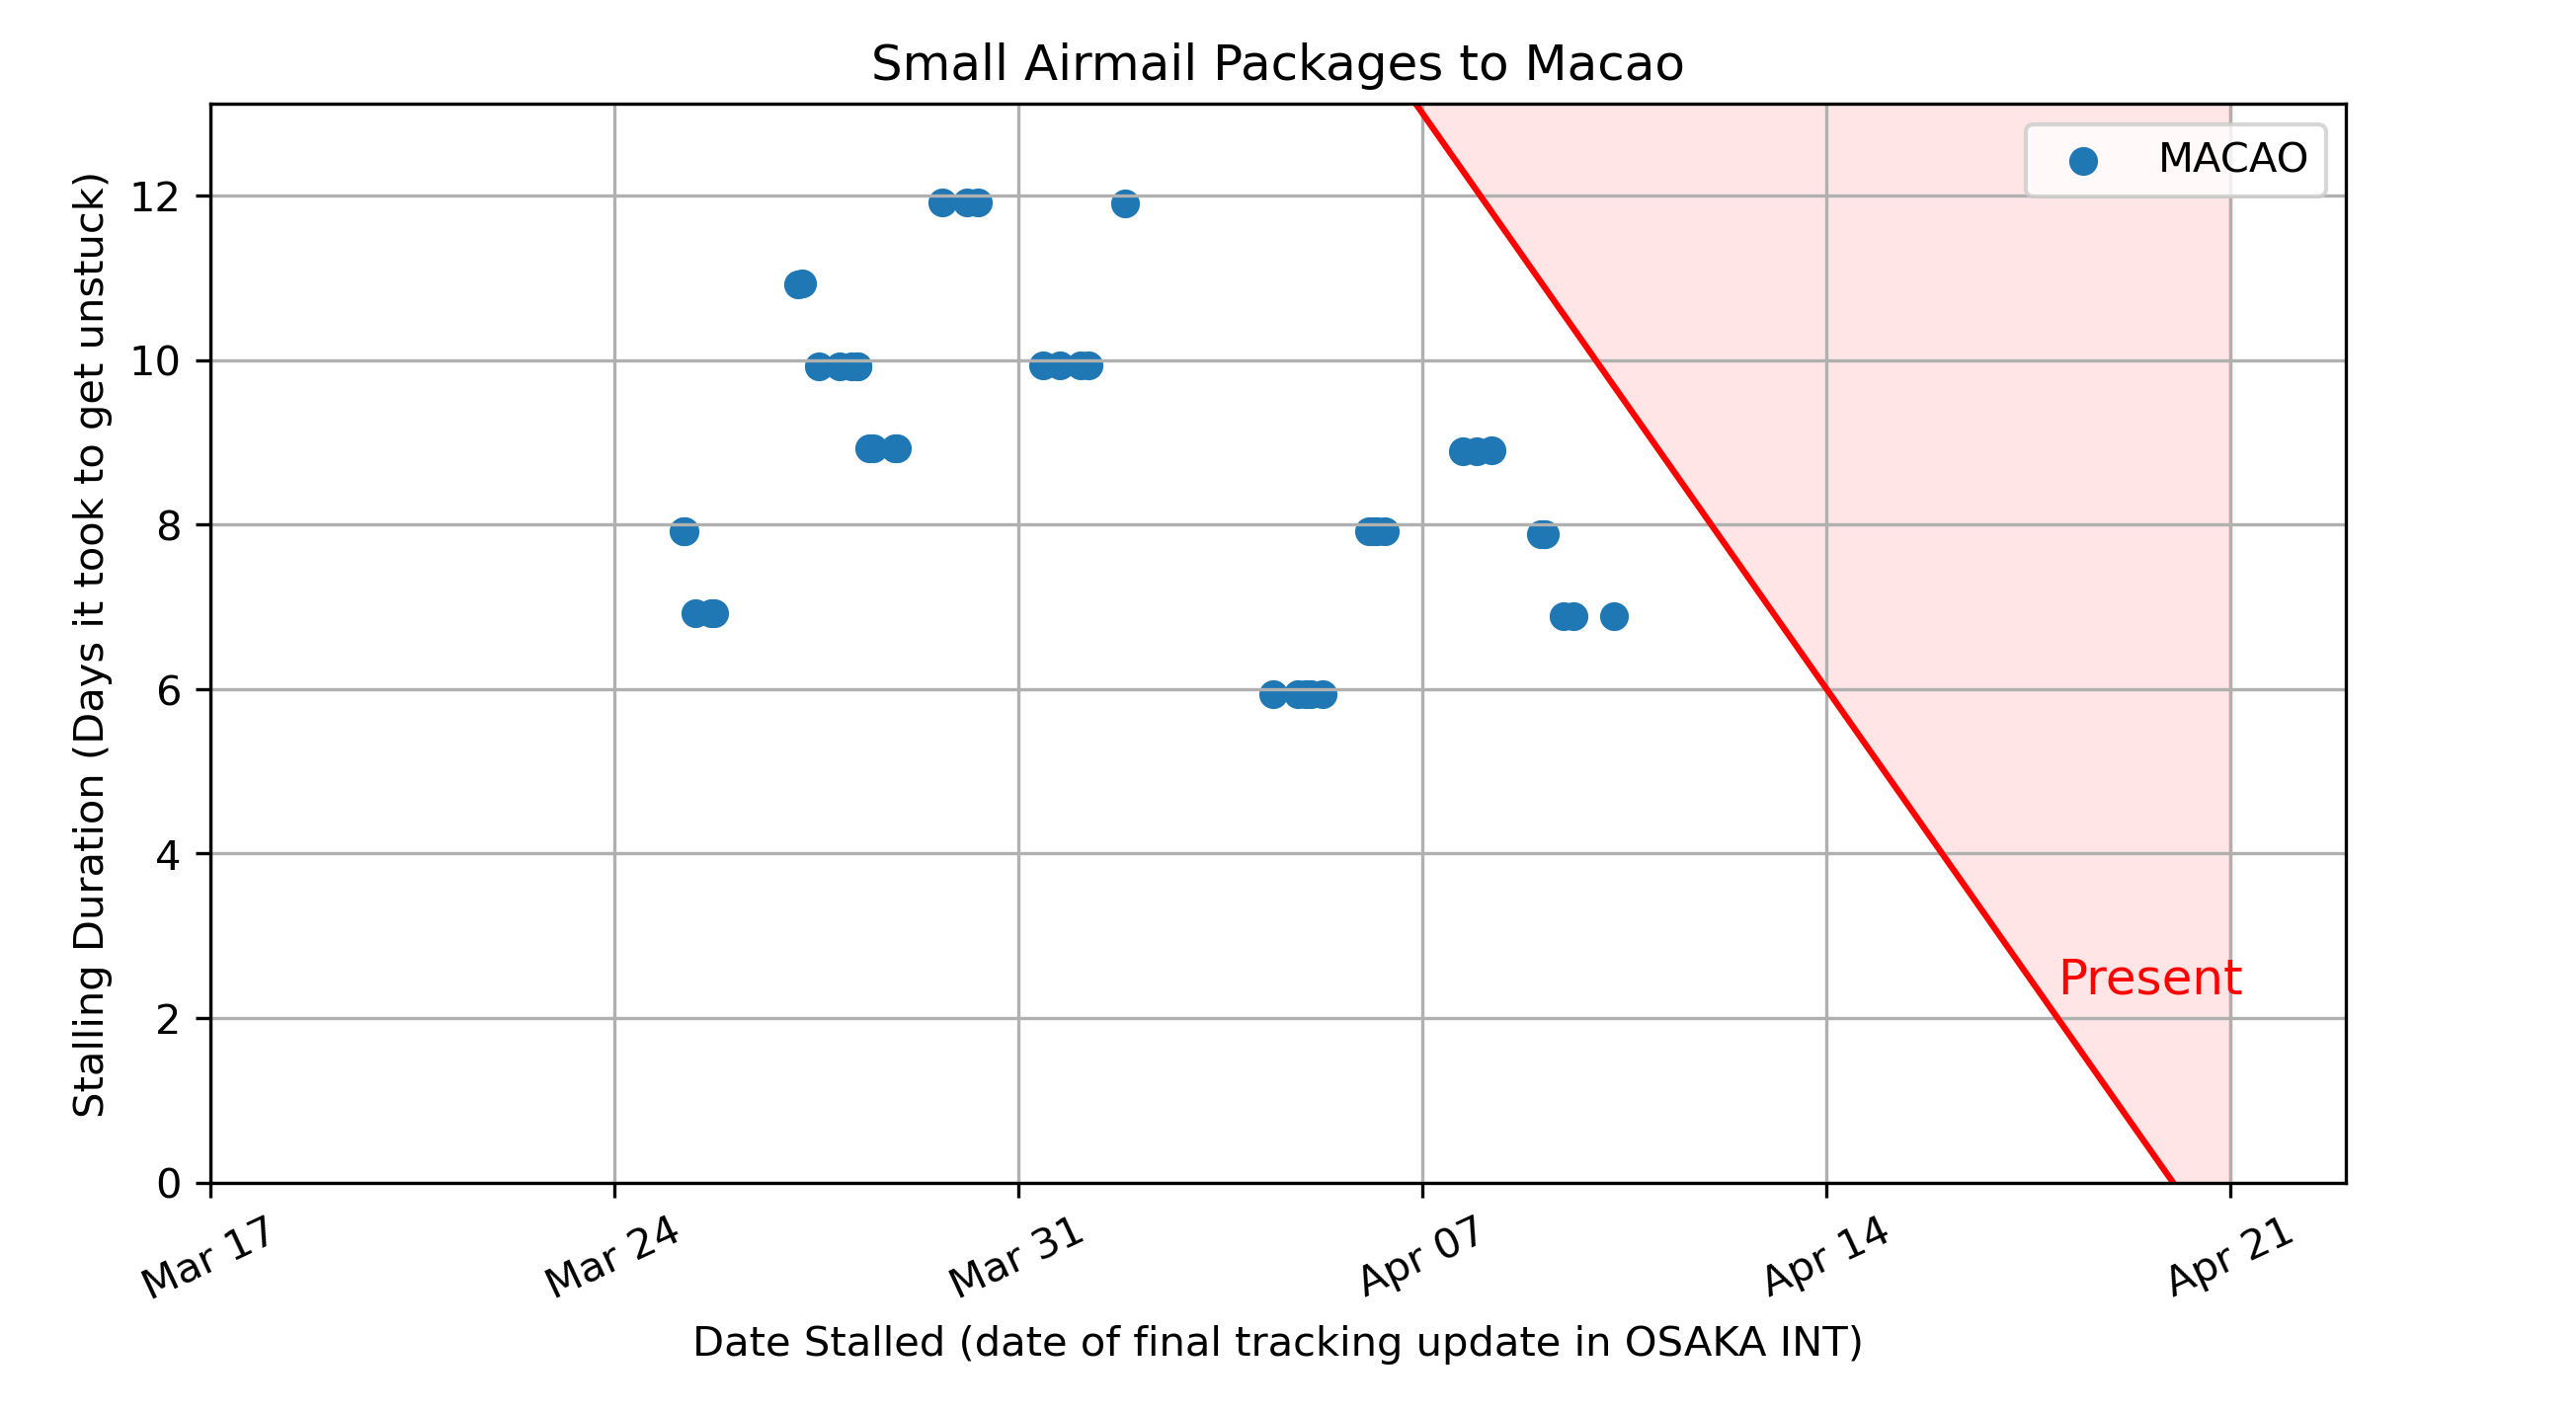 Small Airmail Packages to Macao
MACAO
Stalling Duration (Days it took to get unstuck)
12
10
8
6
4
2
0
Present
Mar 17
Mar 24
Mar 31
Apr 07
Apr 14
Apr 21
Date Stalled (date of final tracking update in OSAKA INT)